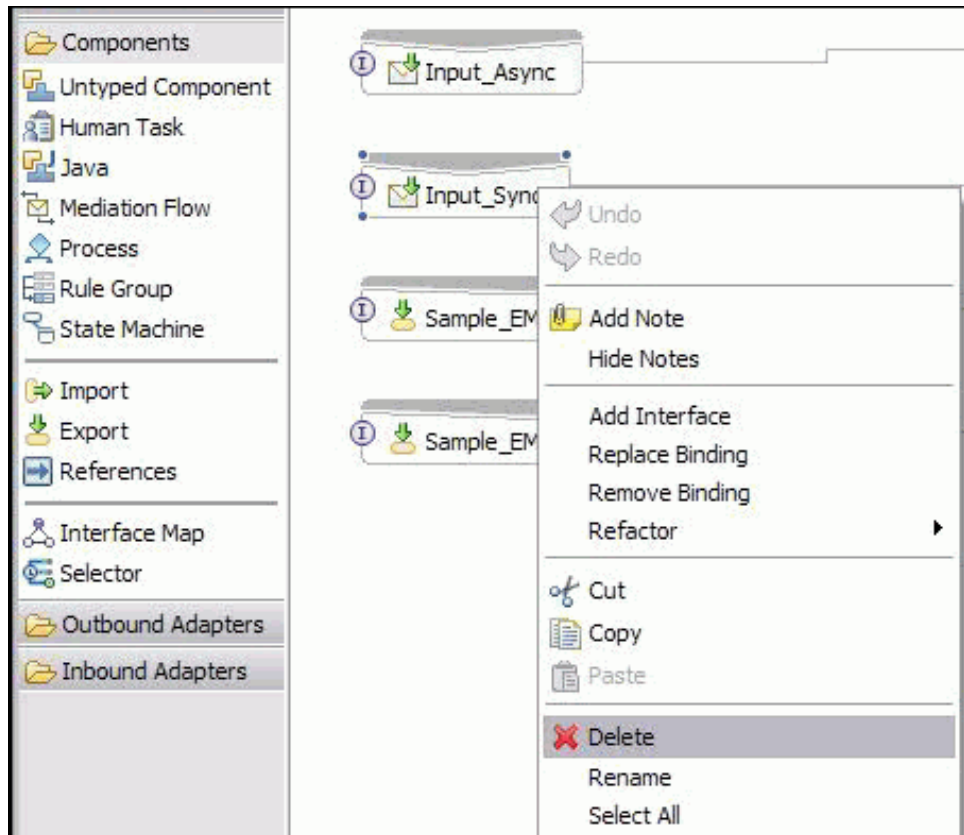 Components
Untyped Component
Human Task
Java
Mediation Flow
Process
Rule Group
State Machine
Import
Export
References
Interface Map
Selector
Outbound Adapters
Inbound Adapters
I Input_Async
I Input_Sync
I Sample_EM
I Sample_EM
Undo
Redo
Add Note
Hide Notes
Add Interface
Replace Binding
Remove Binding
Refactor
Cut
Copy
Paste
Delete
Rename
Select All